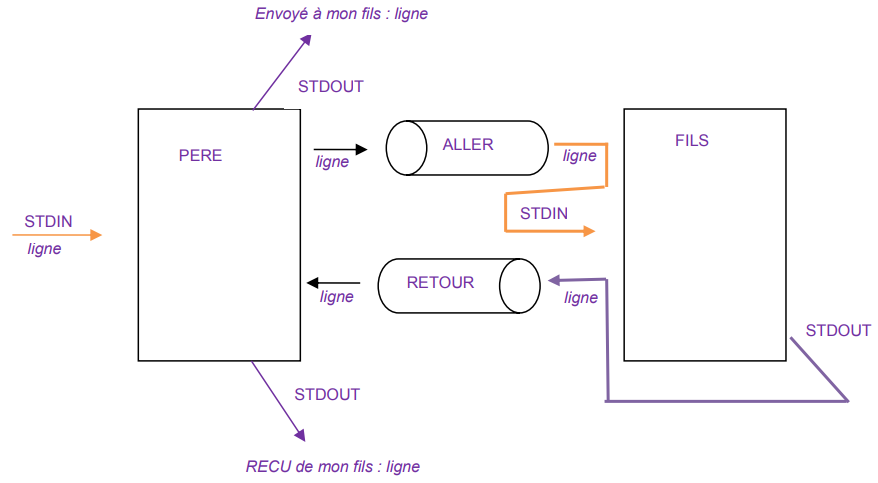 Envoyé à mon fils : ligne
STDOUT
PERE
ligne
ALLER
ligne
FILS
STDIN
ligne
STDIN
ligne
RETOUR
ligne
STDOUT
STDOUT
RECU de mon fils : ligne